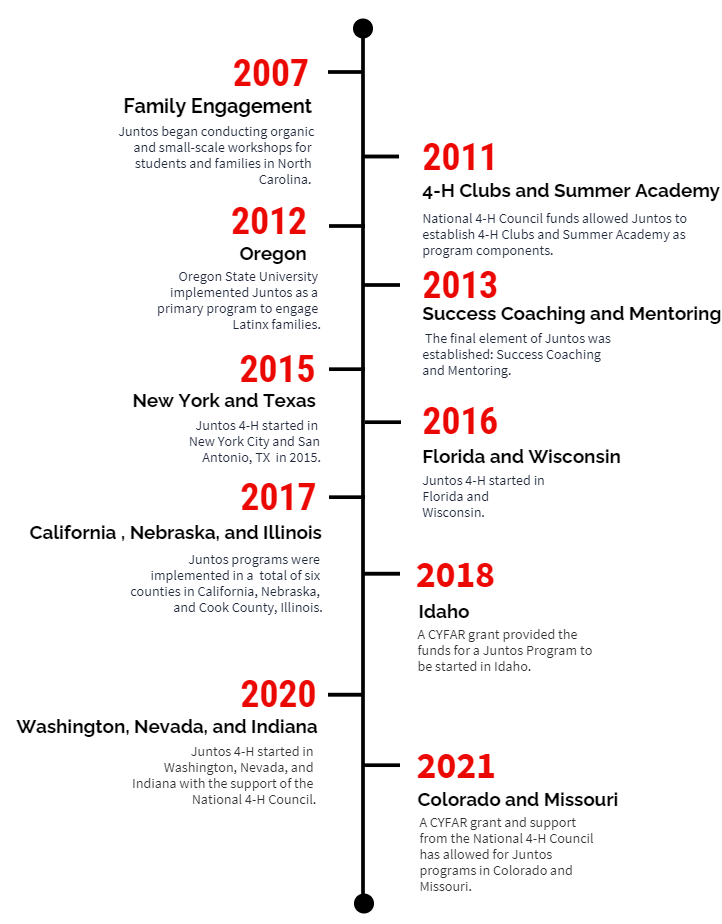 2007
Family Engagement
Juntos began conducting organic
and small-scale workshops for
students and families in North
Carolina.
2011
4-H Clubs and Summer Academy
National 4-H Council funds allowed Juntos to
establish 4-H Clubs and Summer Academy as
program components.
2012
Oregon
Oregon State University
implemented Juntos as a
primary program to engage
Latinx families.
2013
Success Coaching and Mentoring
The final element of Juntos was
established: Success Coaching
and Mentoring.
2015
New York and Texas
Juntos 4-H started in
New York City and San
Antonio, TX in 2015.
2016
Florida and Wisconsin
Juntos 4-H started in
Florida and
Wisconsin.
2017
California , Nebraska, and Illinois
Juntos programs were
implemented in a total of six
counties in California, Nebraska,
and Cook County, Illinois.
2018
Idaho
A CYFAR grant provided the
funds for a Juntos Program to
be started in Idaho.
2020
Washington, Nevada, and Indiana
Juntos 4-H started in
Washington, Nevada, and
Indiana with the support of the
National 4-H Council.
2021
Colorado and Missouri
A CYFAR grant and support
from the National 4-H Council
has allowed for Juntos
programs in Colorado and
Missouri.